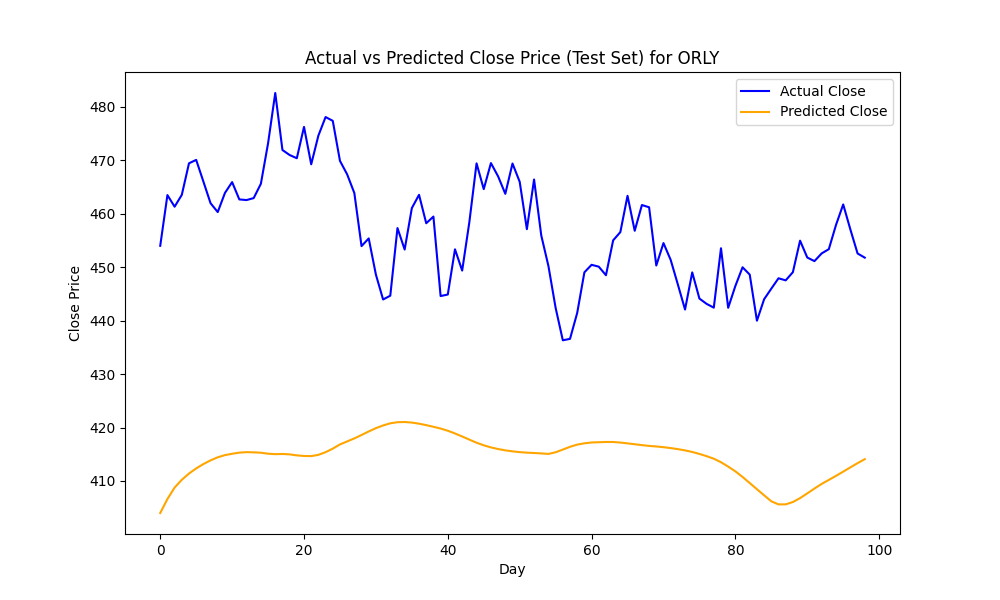 Actual vs Predicted Close Price (Test Set) for ORLY
Actual Close
Predicted Close
Close Price
480
470
460
450
440
430
420
410
0
20
40
60
80
100
Day